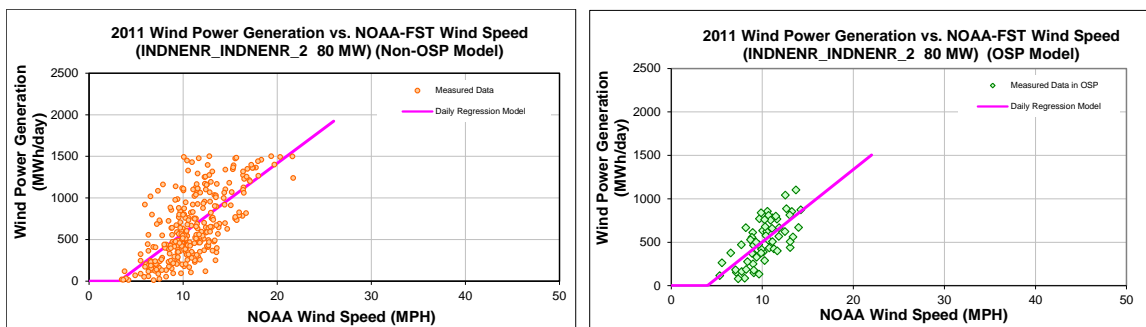 2011 Wind Power Generation vs. NOAA-FST Wind Speed
(INDNENR_INDNENR_2 80 MW) (Non-OSP Model)
Wind Power Generation
(MWh/day)
2500
2000
1500
1000
500
0
Measured Data
Daily Regression Model
0 10 20 30 40 50
NOAA Wind Speed (MPH)
2011 Wind Power Generation vs. NOAA-FST Wind Speed
(INDNENR_INDNENR_2 80 MW) (OSP Model)
Wind Power Generation
(MWh/day)
2500
2000
1500
1000
500
0
Measured Data in OSP
Daily Regression Model
0 10 20 30 40 50
NOAA Wind Speed (MPH)